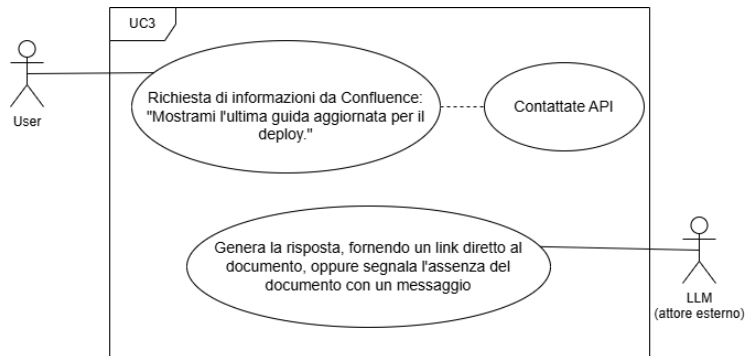 UC3
Richiesta di informazioni da Confluence:
"Mostrami l'ultima guida aggiornata per il
deploy."
Contattate API
User
Genera la risposta, fornendo un link diretto al
documento, oppure segnala l'assenza del
documento con un messaggio
LLM
(attore esterno)